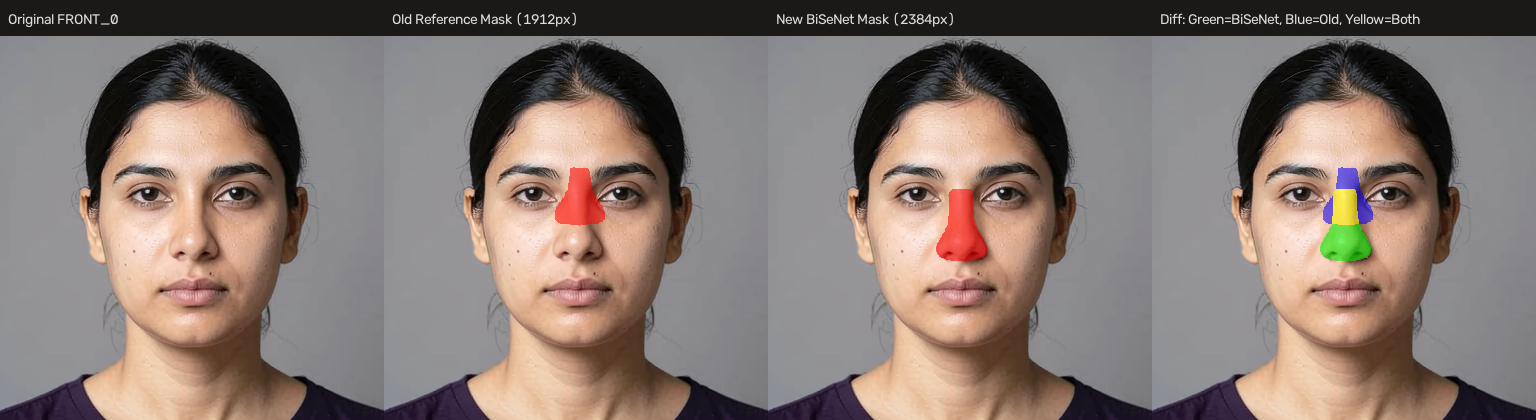 Original FRONT_0
Old Reference Mask (1912px)
New BiSeNet Mask (2384px)
Diff: Green=BiSeNet, Blue=Old, Yellow=Both